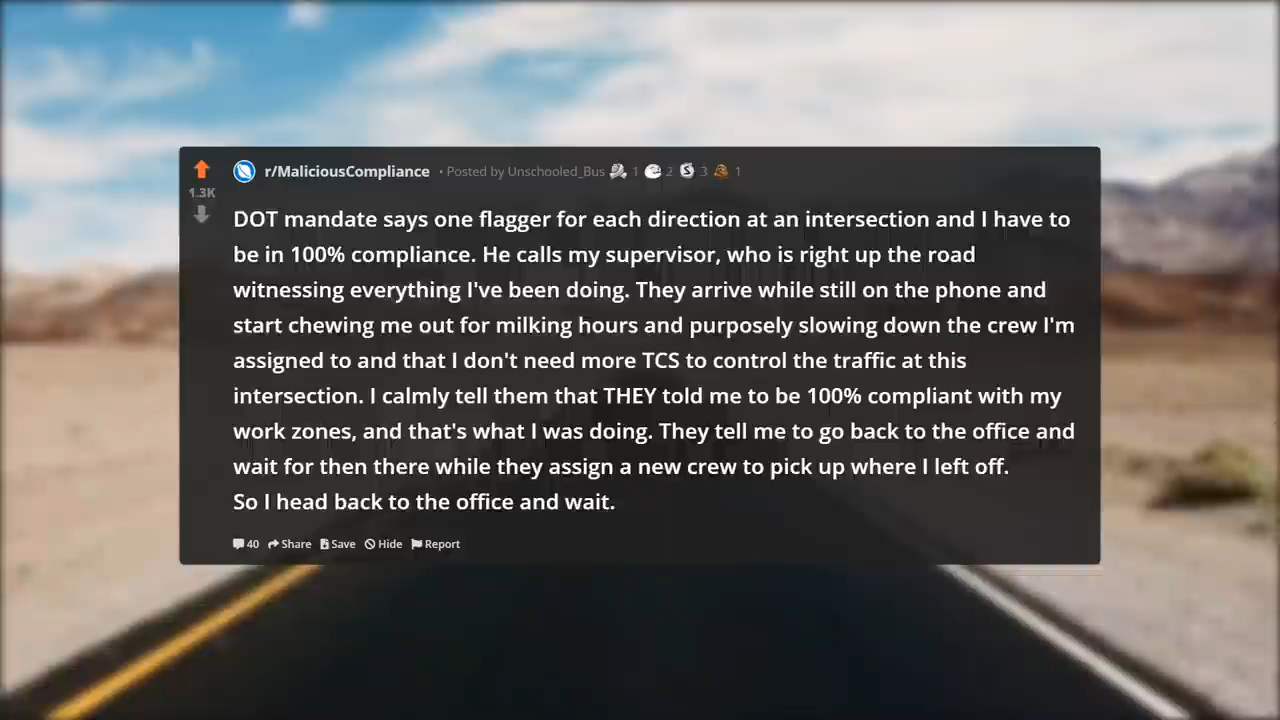 r/MaliciousCompliance • Posted by Unschooled_Bus 1 2 3 1
1.3K
DOT mandate says one flagger for each direction at an intersection and I have to
be in 100% compliance. He calls my supervisor, who is right up the road
witnessing everything I've been doing. They arrive while still on the phone and
start chewing me out for milking hours and purposely slowing down the crew I'm
assigned to and that I don't need more TCS to control the traffic at this
intersection. I calmly tell them that THEY told me to be 100% compliant with my
work zones, and that's what I was doing. They tell me to go back to the office and
wait for then there while they assign a new crew to pick up where I left off.
So I head back to the office and wait.
40 Share Save Hide Report